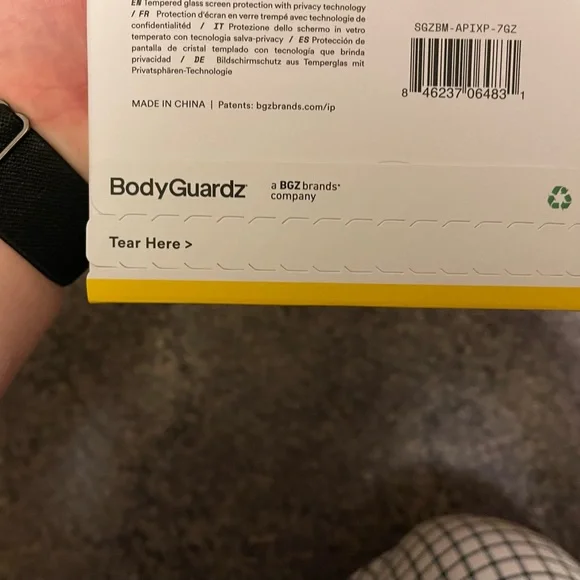 EN Tempered glass screen protection with privacy technology
/ FR Protection d'écran en verre trempé avec technologie de
confidentialitéd / IT Protezione dello schermo in vetro
temperato con tecnologia salva-privacy / ES Protección de
pantalla de cristal templado con tecnología que brinda
privacidad / DE Bildschirmschutz aus Temperglas mit
Privatsphären-Technologie
MADE IN CHINA | Patents: bgzbrands.com/ip
SGZBM-APIXP-7GZ
8 46237 06483 1
BodyGuardz
a BGZbrands
company
Tear Here >